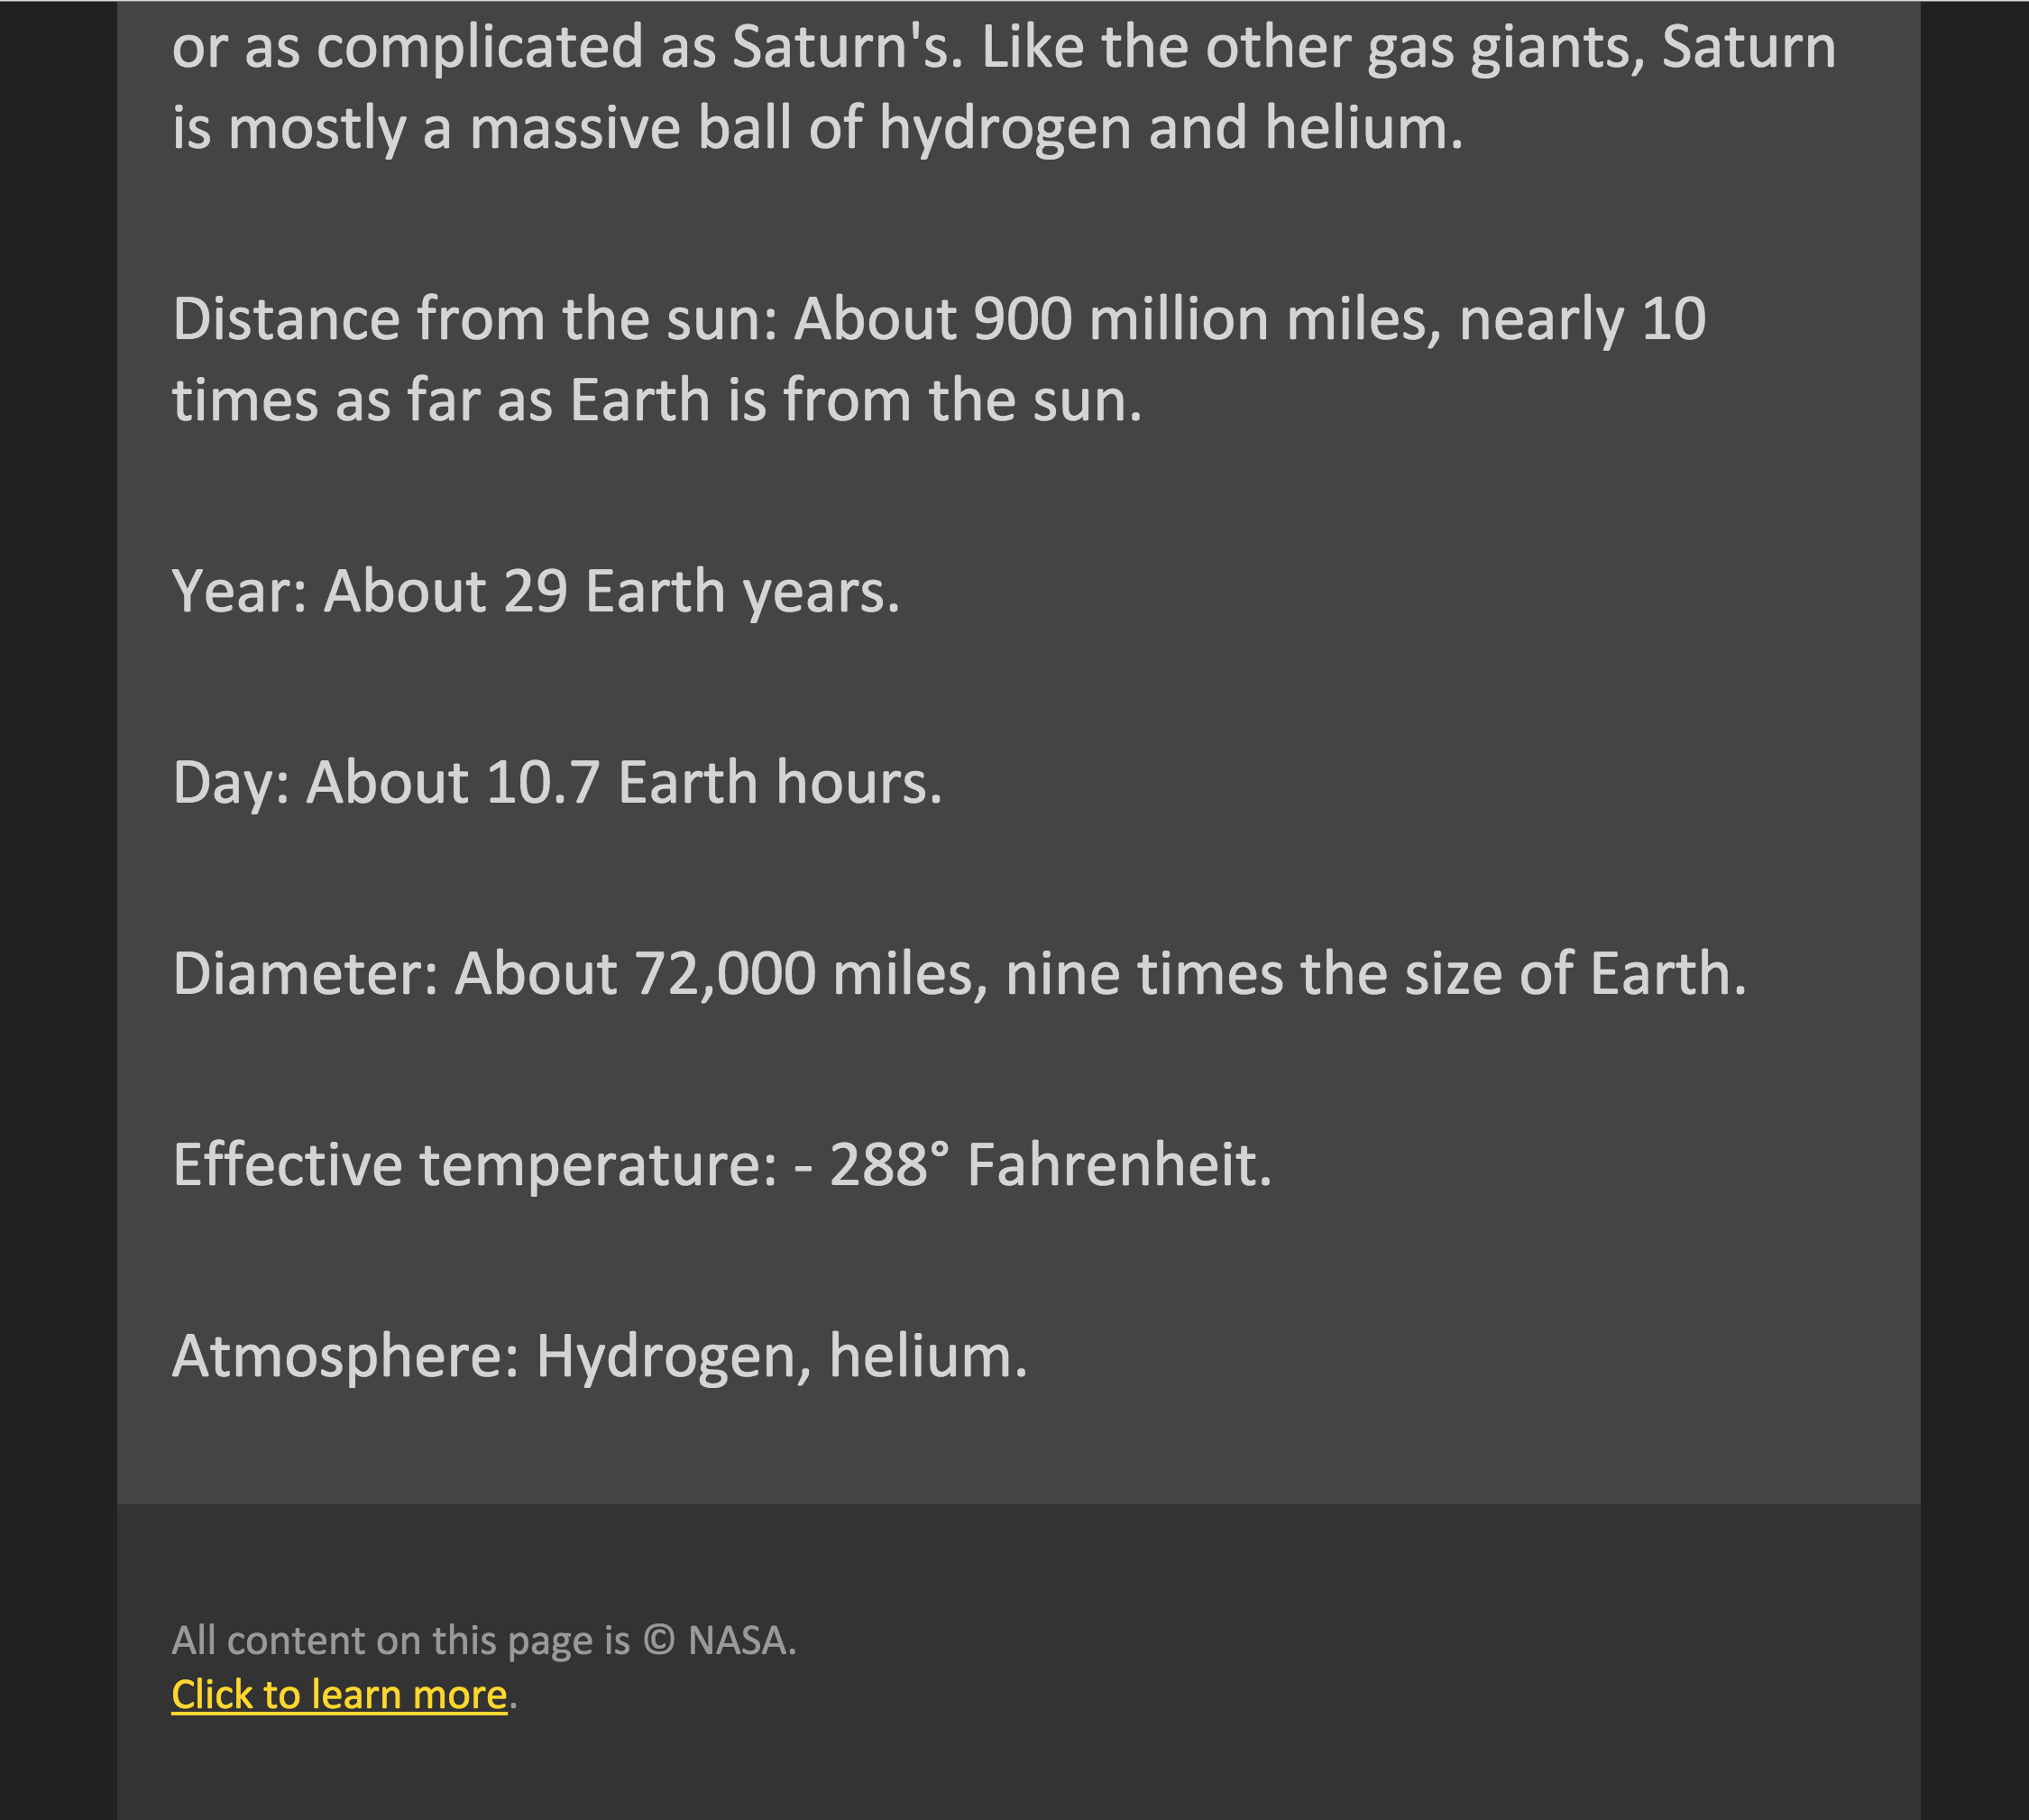 or as complicated as Saturn's. Like the other gas giants, Saturn
is mostly a massive ball of hydrogen and helium.
Distance from the sun: About 900 million miles, nearly 10
times as far as Earth is from the sun.
Year: About 29 Earth years.
Day: About 10.7 Earth hours.
Diameter: About 72,000 miles, nine times the size of Earth.
Effective temperature: - 288° Fahrenheit.
Atmosphere: Hydrogen, helium.
All content on this page is © NASA.
Click to learn more.